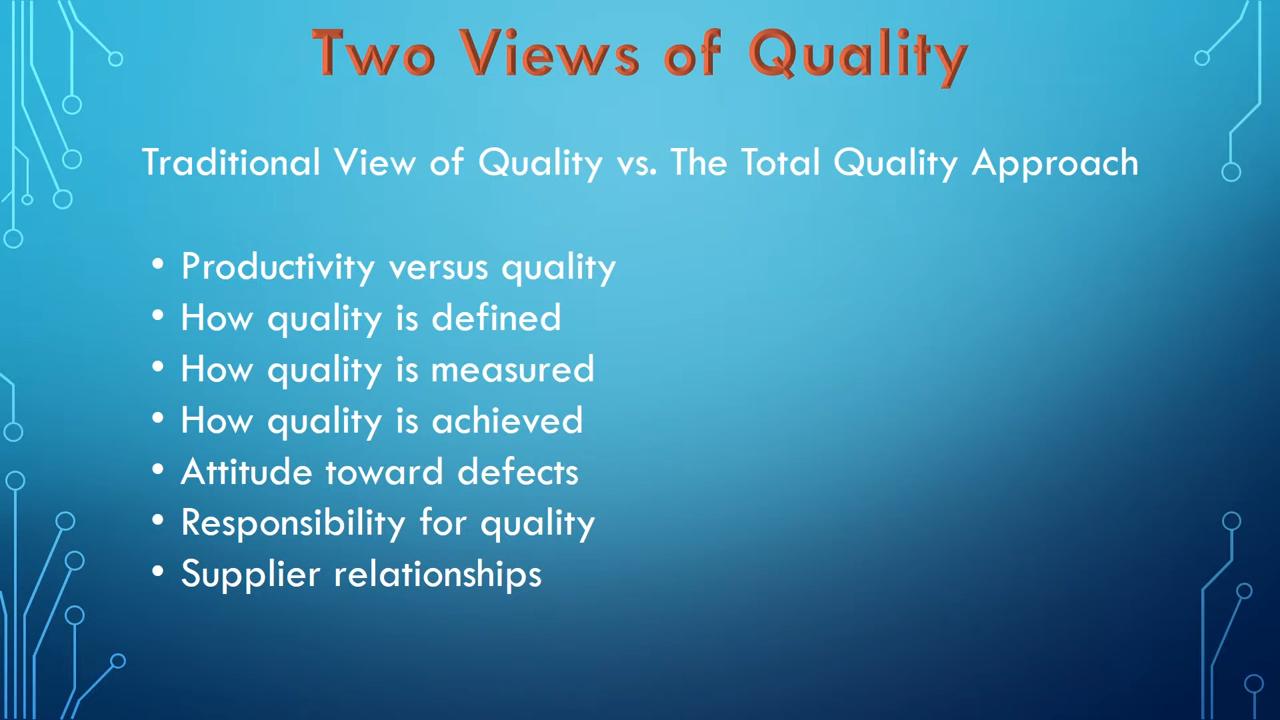 Two Views of Quality
Traditional View of Quality vs. The Total Quality Approach
• Productivity versus quality
• How quality is defined
• How quality is measured
• How quality is achieved
• Attitude toward defects
• Responsibility for quality
• Supplier relationships